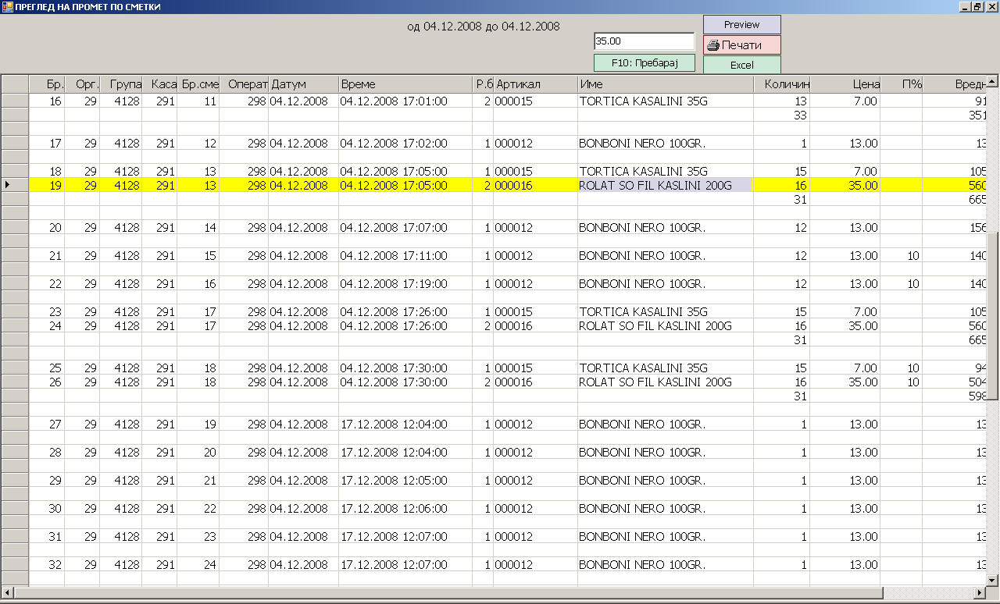 ПРЕГЛЕД НА ПРОМЕТ ПО СМЕТКИ
од 04.12.2008 до 04.12.2008
Preview
35.00
Печати
F10: Пребарај
Excel
Бр. Орг. Група Каса Бр.сме Операт Датум Време Р.б Артикал Име Количин Цена П% Вредн
16 29 4128 291 11 298 04.12.2008 04.12.2008 17:01:00 2 000015 TORTICA KASALINI 35G 13 7.00 91
33 351
17 29 4128 291 12 298 04.12.2008 04.12.2008 17:02:00 1 000012 BONBONI NERO 100GR. 1 13.00 13
18 29 4128 291 13 298 04.12.2008 04.12.2008 17:05:00 1 000015 TORTICA KASALINI 35G 15 7.00 105
19 29 4128 291 13 298 04.12.2008 04.12.2008 17:05:00 2 000016 ROLAT SO FIL KASLINI 200G 16 35.00 560
31 665
20 29 4128 291 14 298 04.12.2008 04.12.2008 17:07:00 1 000012 BONBONI NERO 100GR. 12 13.00 156
21 29 4128 291 15 298 04.12.2008 04.12.2008 17:11:00 1 000012 BONBONI NERO 100GR. 12 13.00 10 140
22 29 4128 291 16 298 04.12.2008 04.12.2008 17:19:00 1 000012 BONBONI NERO 100GR. 12 13.00 10 140
23 29 4128 291 17 298 04.12.2008 04.12.2008 17:26:00 1 000015 TORTICA KASALINI 35G 15 7.00 105
24 29 4128 291 17 298 04.12.2008 04.12.2008 17:26:00 2 000016 ROLAT SO FIL KASLINI 200G 16 35.00 560
31 665
25 29 4128 291 18 298 04.12.2008 04.12.2008 17:30:00 1 000015 TORTICA KASALINI 35G 15 7.00 10 94
26 29 4128 291 18 298 04.12.2008 04.12.2008 17:30:00 2 000016 ROLAT SO FIL KASLINI 200G 16 35.00 10 504
31 598
27 29 4128 291 19 298 04.12.2008 17.12.2008 12:04:00 1 000012 BONBONI NERO 100GR. 1 13.00 13
28 29 4128 291 20 298 04.12.2008 17.12.2008 12:04:00 1 000012 BONBONI NERO 100GR. 1 13.00 13
29 29 4128 291 21 298 04.12.2008 17.12.2008 12:05:00 1 000012 BONBONI NERO 100GR. 1 13.00 13
30 29 4128 291 22 298 04.12.2008 17.12.2008 12:06:00 1 000012 BONBONI NERO 100GR. 1 13.00 13
31 29 4128 291 23 298 04.12.2008 17.12.2008 12:07:00 1 000012 BONBONI NERO 100GR. 1 13.00 13
32 29 4128 291 24 298 04.12.2008 17.12.2008 12:07:00 1 000012 BONBONI NERO 100GR. 1 13.00 13